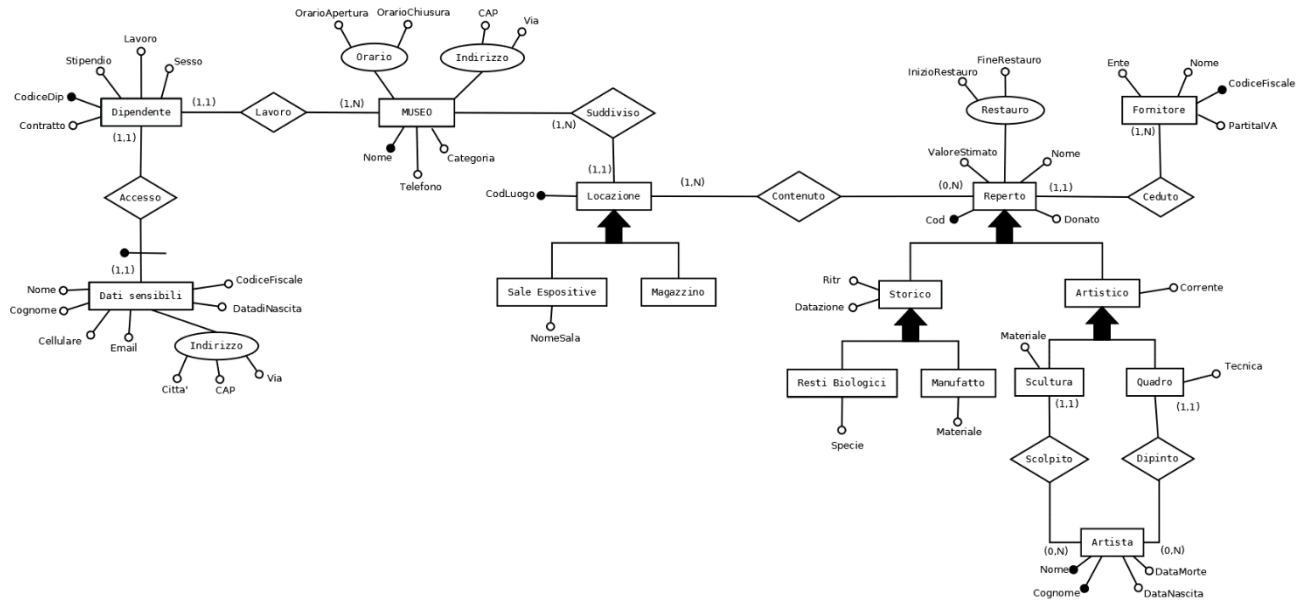 OrarioApertura
OrarioChiusura
CAP
Via
Orario
Indirizzo
Lavoro
Stipendio
Sesso
CodiceDip
Contratto
Dipendente
(1,1)
(1,1)
Lavoro
(1,N)
MUSEO
(1,N)
Nome
Categoria
Telefono
Suddiviso
(1,1)
CodLuogo
Locazione
(1,N)
Contenuto
(0,N)
Sale Espositive
Magazzino
NomeSala
InizioRestauro
FineRestauro
Restauro
ValoreStimato
Nome
Reperto
(1,1)
Cod
Donato
Ente
Nome
CodiceFiscale
Fornitore
PartitaIVA
(1,N)
Ceduto
Accesso
(1,1)
Nome
CodiceFiscale
Dati sensibili
Cognome
DatadiNascita
Cellulare
Email
Indirizzo
Citta'
CAP
Via
Ritr
Storico
Datazione
Artistico
Corrente
Resti Biologici
Manufatto
Specie
Materiale
Materiale
Scultura
(1,1)
Quadro
Tecnica
(1,1)
Scolpito
Dipinto
Artista
(0,N)
(0,N)
Nome
DataMorte
Cognome
DataNascita